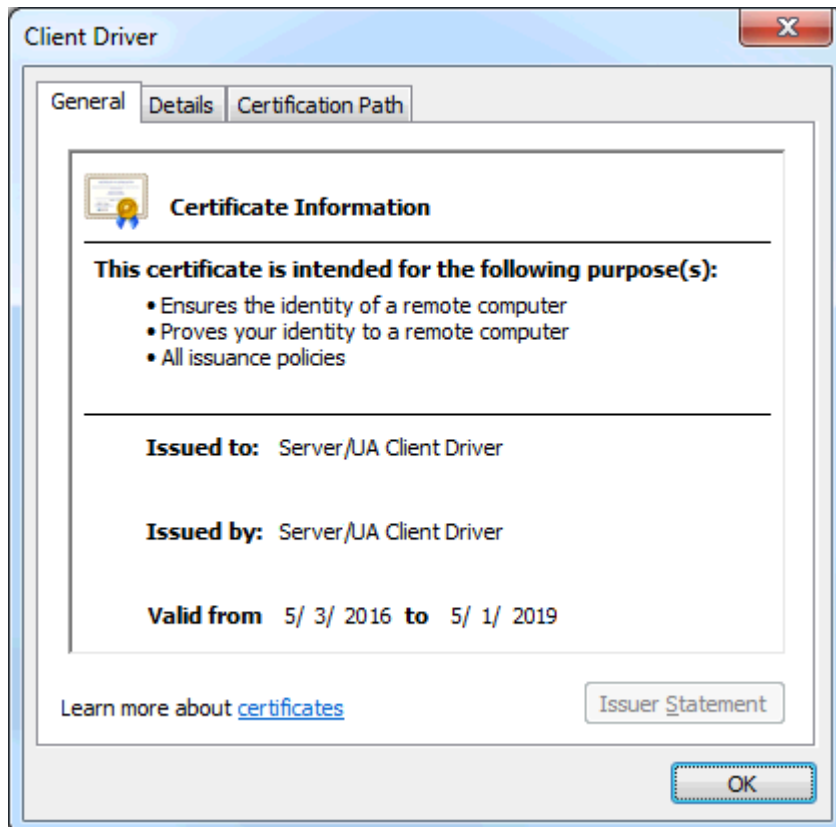 Client Driver
General Details Certification Path
Certificate Information
This certificate is intended for the following purpose(s):
• Ensures the identity of a remote computer
• Proves your identity to a remote computer
• All issuance policies
Issued to: Server/UA Client Driver
Issued by: Server/UA Client Driver
Valid from 5/ 3/ 2016 to 5/ 1/ 2019
Learn more about certificates
Issuer Statement
OK